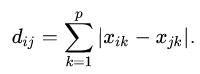 $d_{ij} = \sum_{k=1}^{p} |x_{ik} - x_{jk}|.$